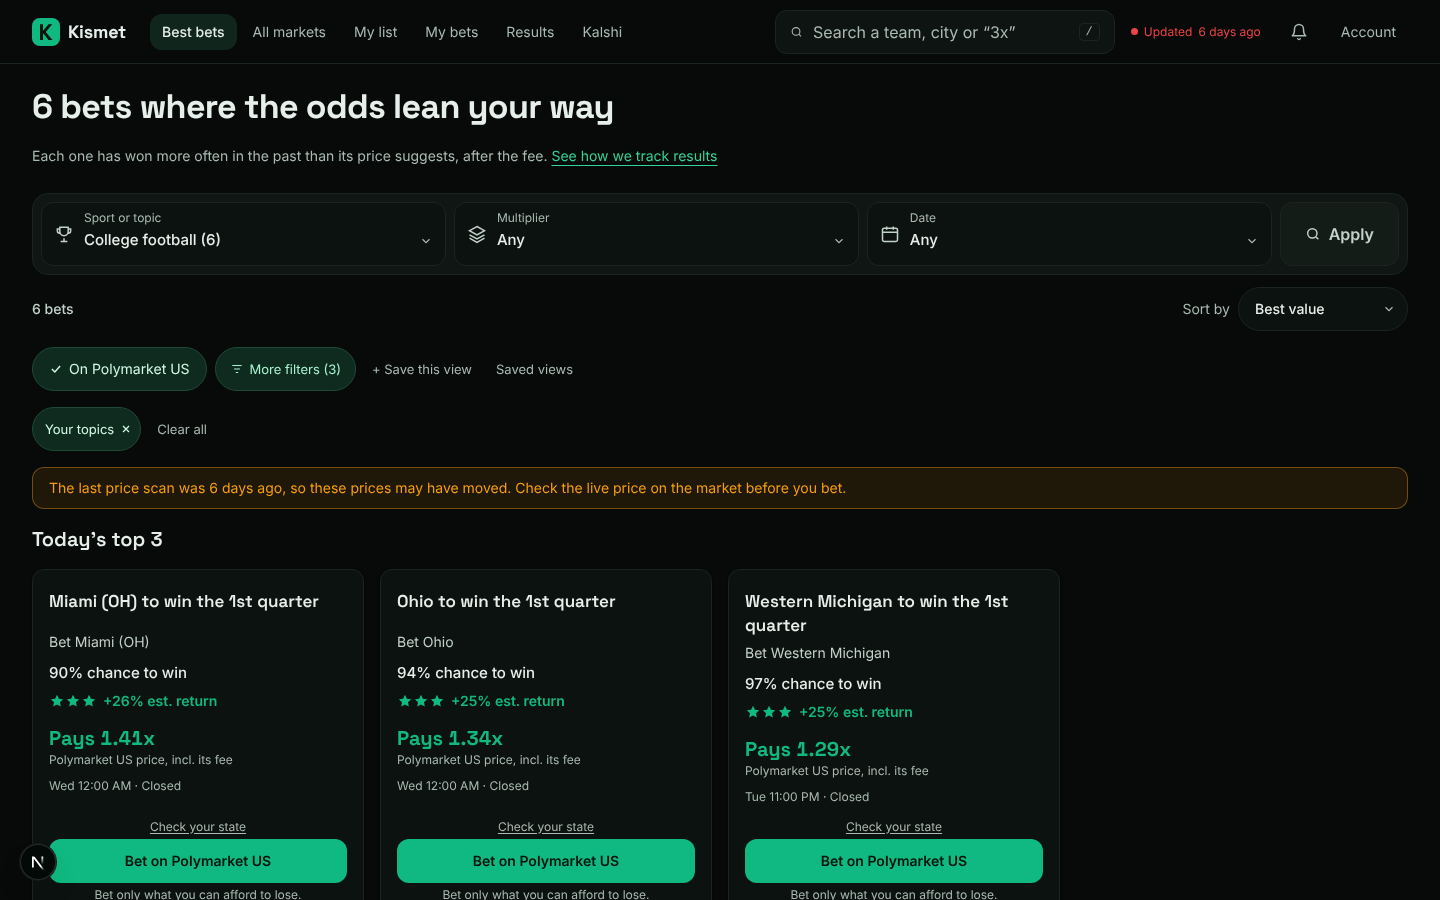 K Kismet
Best bets
All markets
My list
My bets
Results
Kalshi
Search a team, city or “3x”
/
Updated 6 days ago
Account
6 bets where the odds lean your way
Each one has won more often in the past than its price suggests, after the fee. See how we track results
Sport or topic
College football (6)
Multiplier
Any
Date
Any
Apply
6 bets
Sort by
Best value
On Polymarket US
More filters (3)
+ Save this view
Saved views
Your topics ×
Clear all
The last price scan was 6 days ago, so these prices may have moved. Check the live price on the market before you bet.
Today’s top 3
Miami (OH) to win the 1st quarter
Bet Miami (OH)
90% chance to win
★★★ +26% est. return
Pays 1.41x
Polymarket US price, incl. its fee
Wed 12:00 AM · Closed
Check your state
Bet on Polymarket US
Bet only what you can afford to lose.
Ohio to win the 1st quarter
Bet Ohio
94% chance to win
★★★ +25% est. return
Pays 1.34x
Polymarket US price, incl. its fee
Wed 12:00 AM · Closed
Check your state
Bet on Polymarket US
Bet only what you can afford to lose.
Western Michigan to win the 1st
quarter
Bet Western Michigan
97% chance to win
★★★ +25% est. return
Pays 1.29x
Polymarket US price, incl. its fee
Tue 11:00 PM · Closed
Check your state
Bet on Polymarket US
Bet only what you can afford to lose.
N